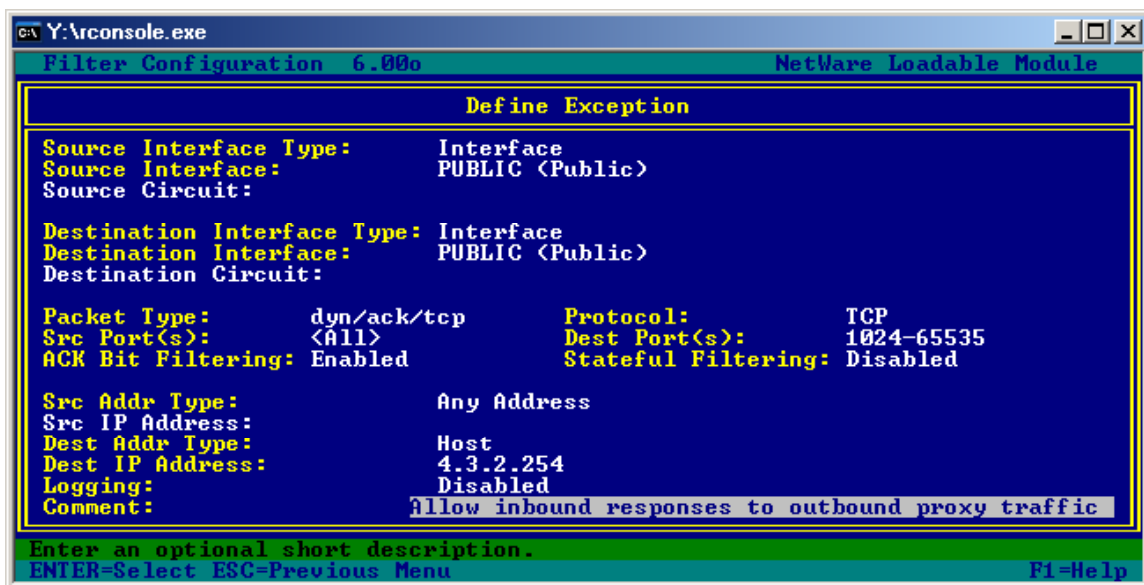 Y:\rconsole.exe
Filter Configuration 6.00o NetWare Loadable Module
Define Exception
Source Interface Type: Interface
Source Interface: PUBLIC (Public)
Source Circuit:
Destination Interface Type: Interface
Destination Interface: PUBLIC (Public)
Destination Circuit:
Packet Type: dyn/ack/tcp Protocol: TCP
Src Port(s): <All> Dest Port(s): 1024-65535
ACK Bit Filtering: Enabled Stateful Filtering: Disabled
Src Addr Type: Any Address
Src IP Address:
Dest Addr Type: Host
Dest IP Address: 4.3.2.254
Logging: Disabled
Comment: Allow inbound responses to outbound proxy traffic
Enter an optional short description.
ENTER=Select ESC=Previous Menu F1=Help